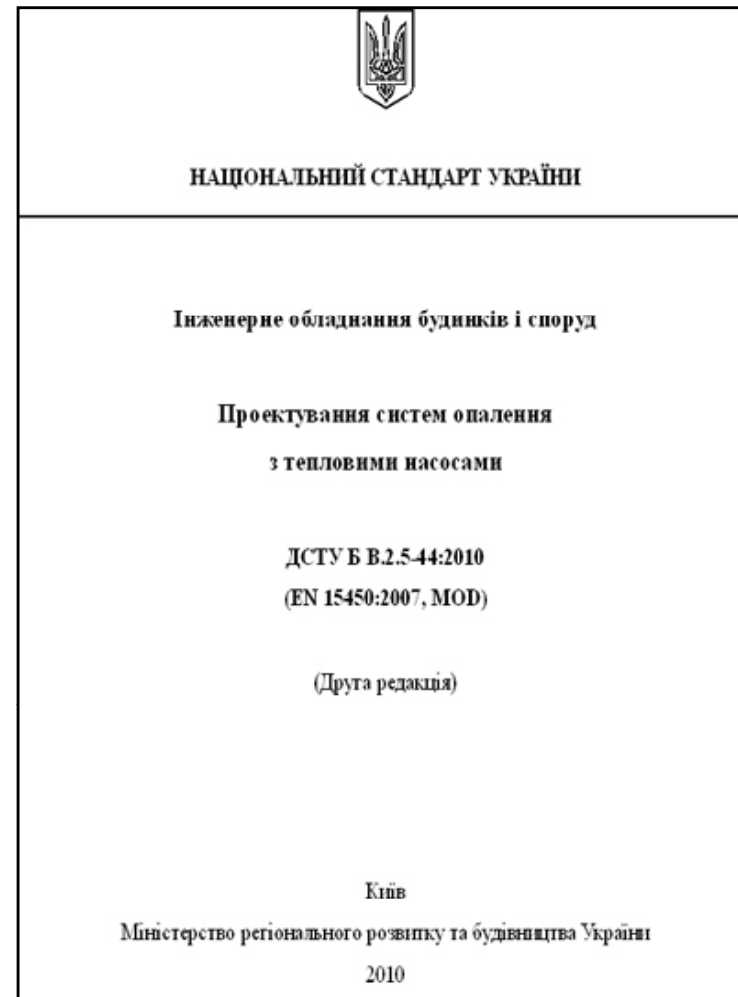 НАЦІОНАЛЬНИЙ СТАНДАРТ УКРАЇНИ
Інженерне обладнання будинків і споруд
Проектування систем опалення
з тепловими насосами
ДСТУ Б В.2.5-44:2010
(EN 15450:2007, MOD)
(Друга редакція)
Київ
Міністерство регіонального розвитку та будівництва України
2010